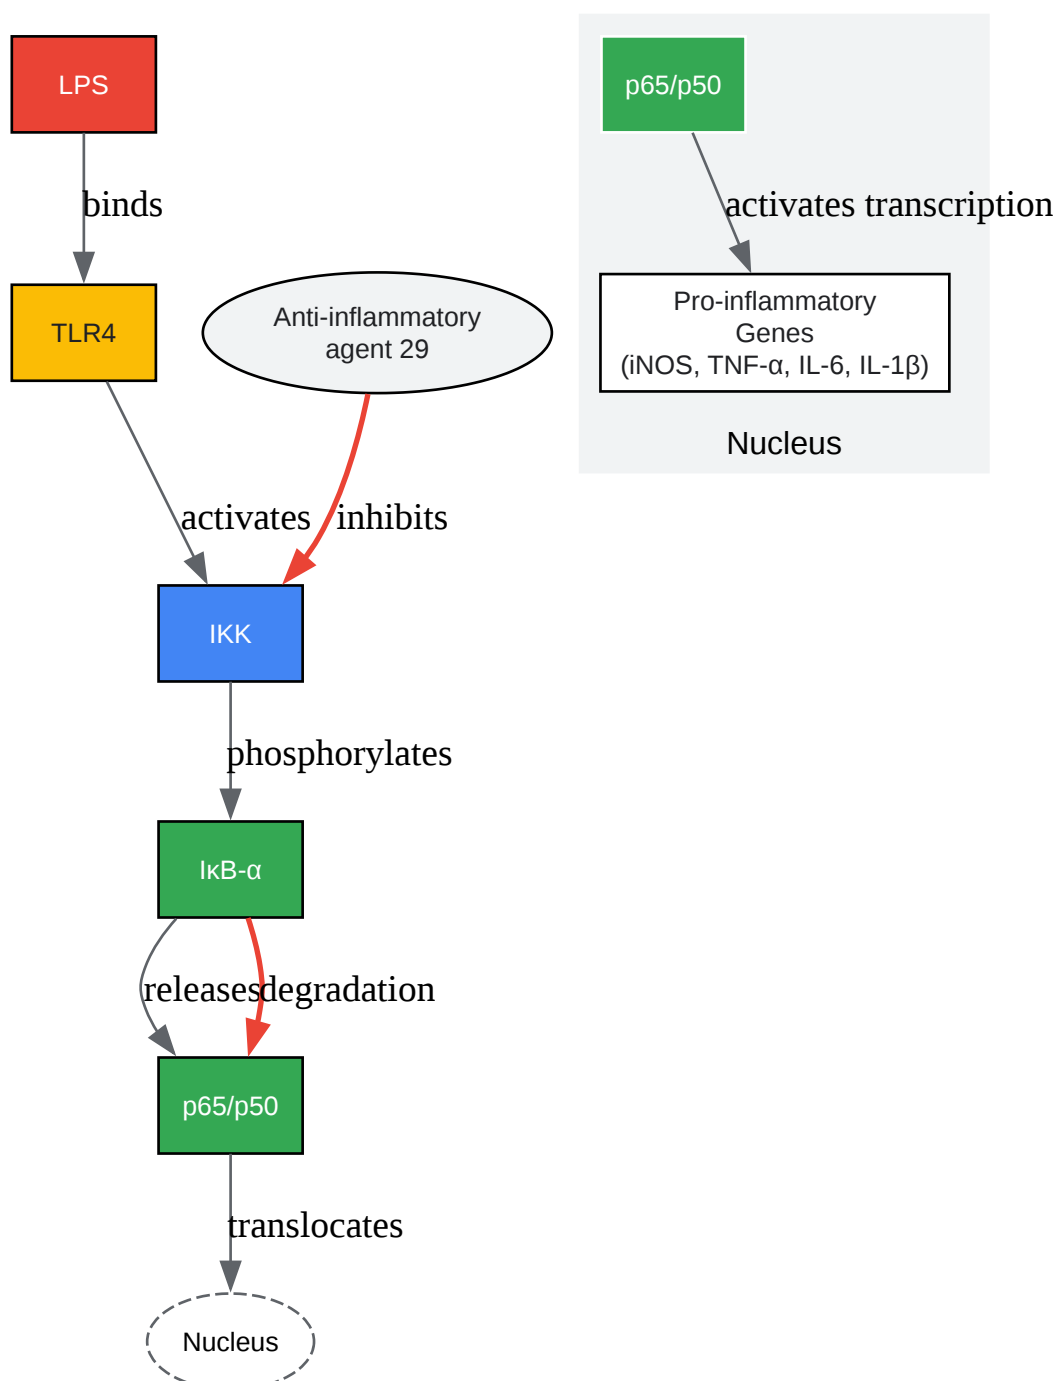 LPS
p65/p50
binds
activates transcription
TLR4
Anti-inflammatory
agent 29
Pro-inflammatory
Genes
(iNOS, TNF-α, IL-6, IL-1β)
Nucleus
activates
inhibits
IKK
phosphorylates
IκB-α
releases
degradation
p65/p50
translocates
Nucleus